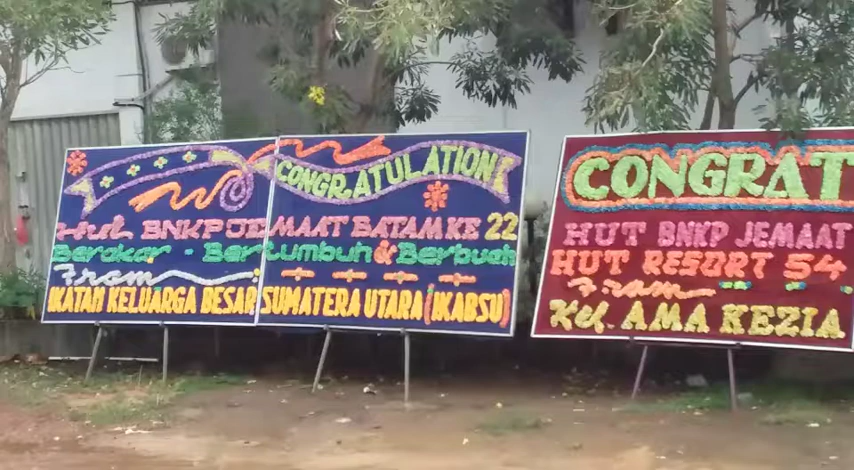 CONGRATULATION
Hut BNKP JEMAAT BATAM KE 22
Berakar - Bertumbuh & Berbuah
From
IKATAN KELUARGA BESAR SUMATERA UTARA (IKABSU)
CONGRAT
HUT BNKP JEMAAT
HUT RESORT 54
From
KEL. AMA KEZIA